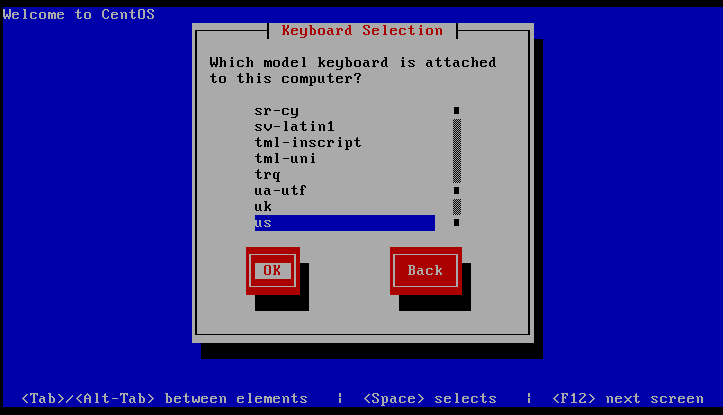 Welcome to CentOS
Keyboard Selection
Which model keyboard is attached
to this computer?
sr-cy
sv-latin1
tml-inscript
tml-uni
trq
ua-utf
uk
us
OK Back
<Tab>/<Alt-Tab> between elements | <Space> selects | <F12> next screen